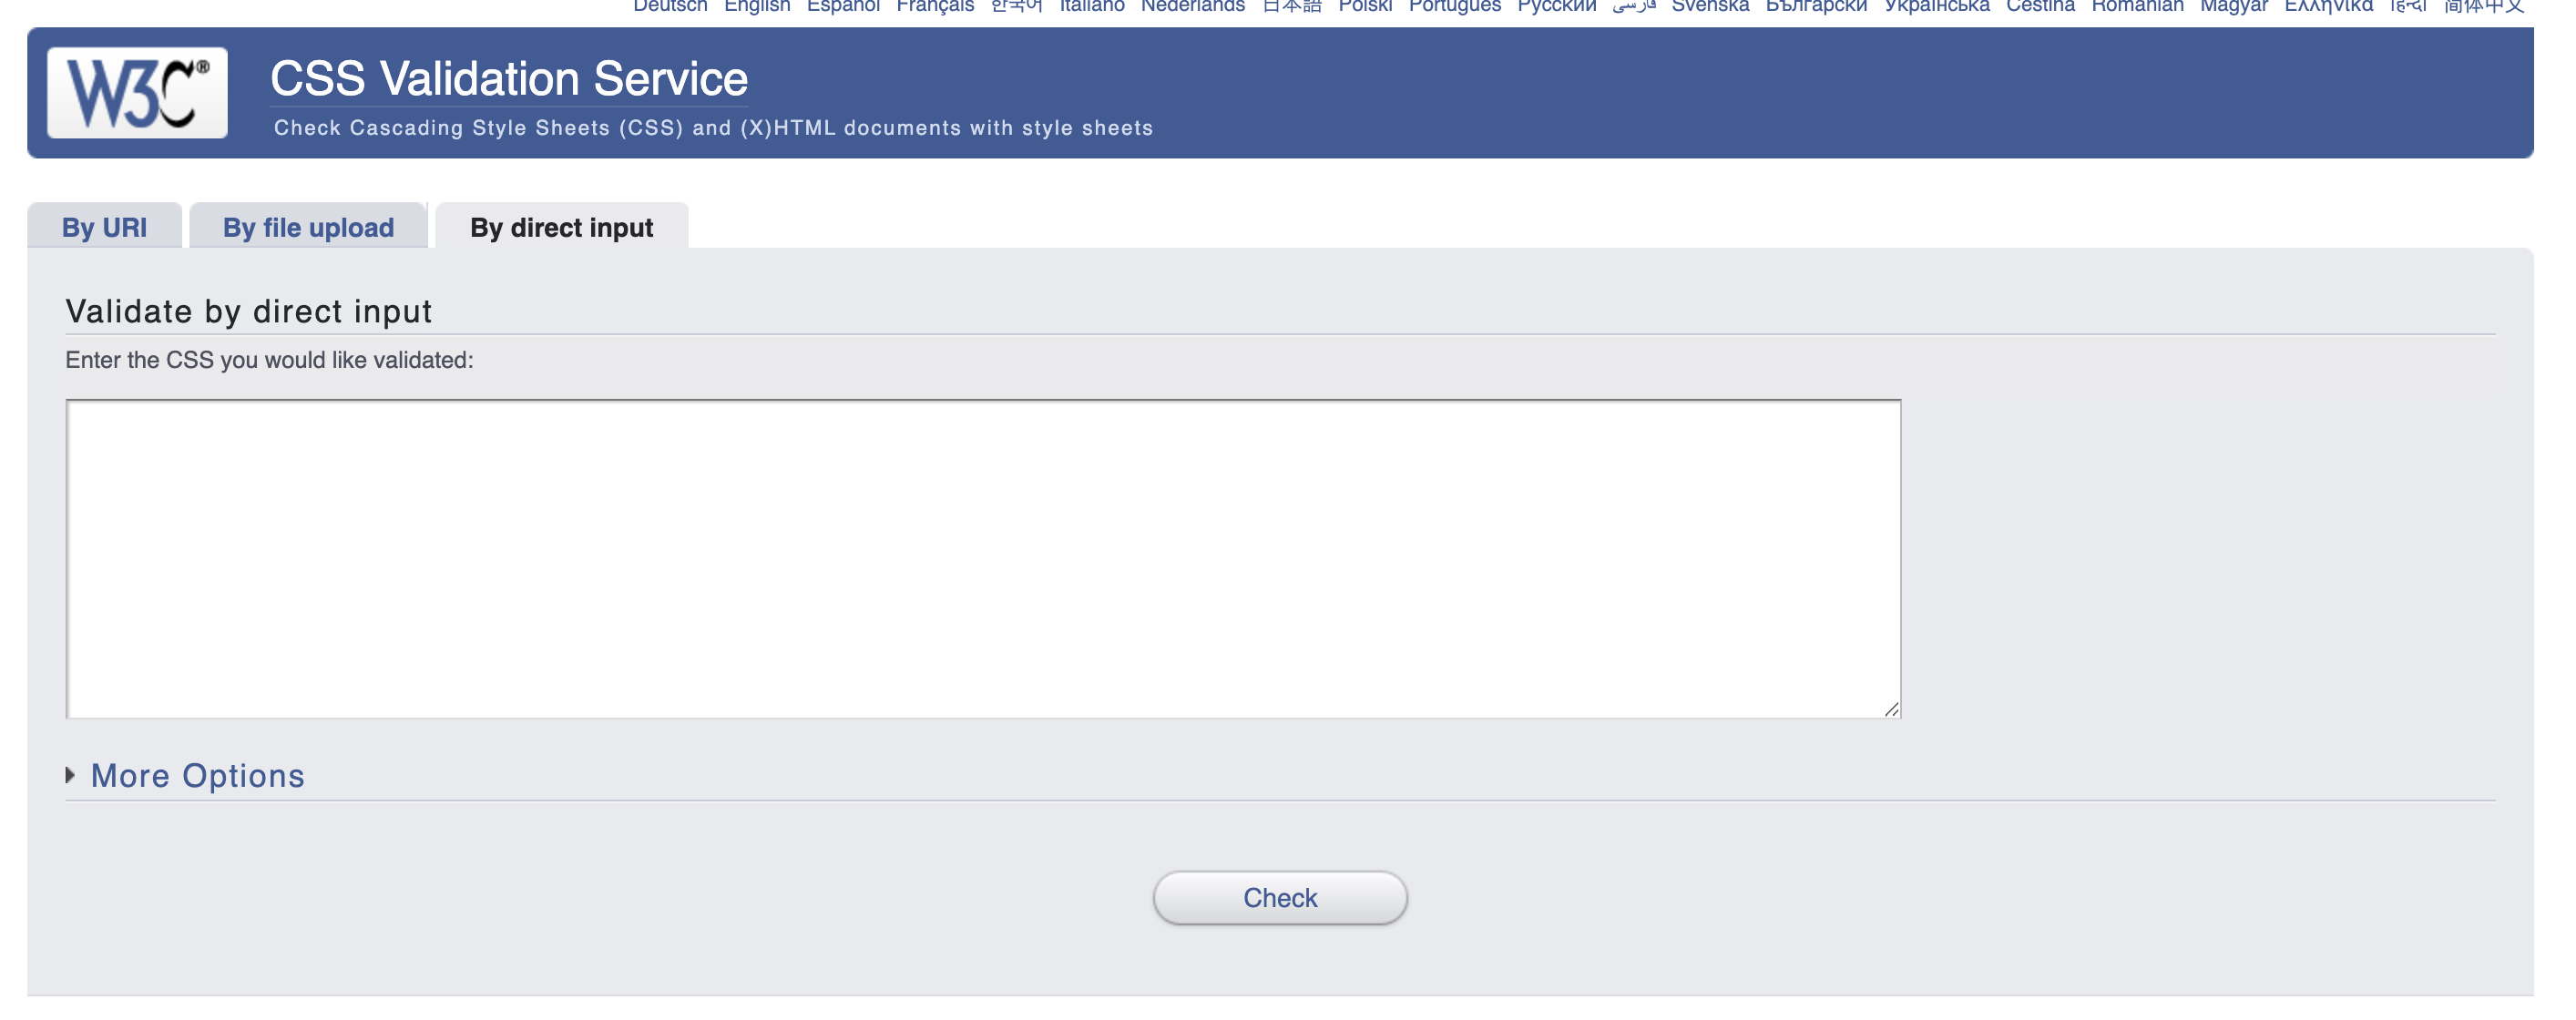 Deutsch English Español Français 한국어 Italiano Nederlands 日本語 Polski Português Русский فارسی Svenska Български Українська Čeština Romanian Magyar Ελληνικά हिन्दी 简体中文
W3C®
CSS Validation Service
Check Cascading Style Sheets (CSS) and (X)HTML documents with style sheets
By URI By file upload By direct input
Validate by direct input
Enter the CSS you would like validated:
More Options
Check